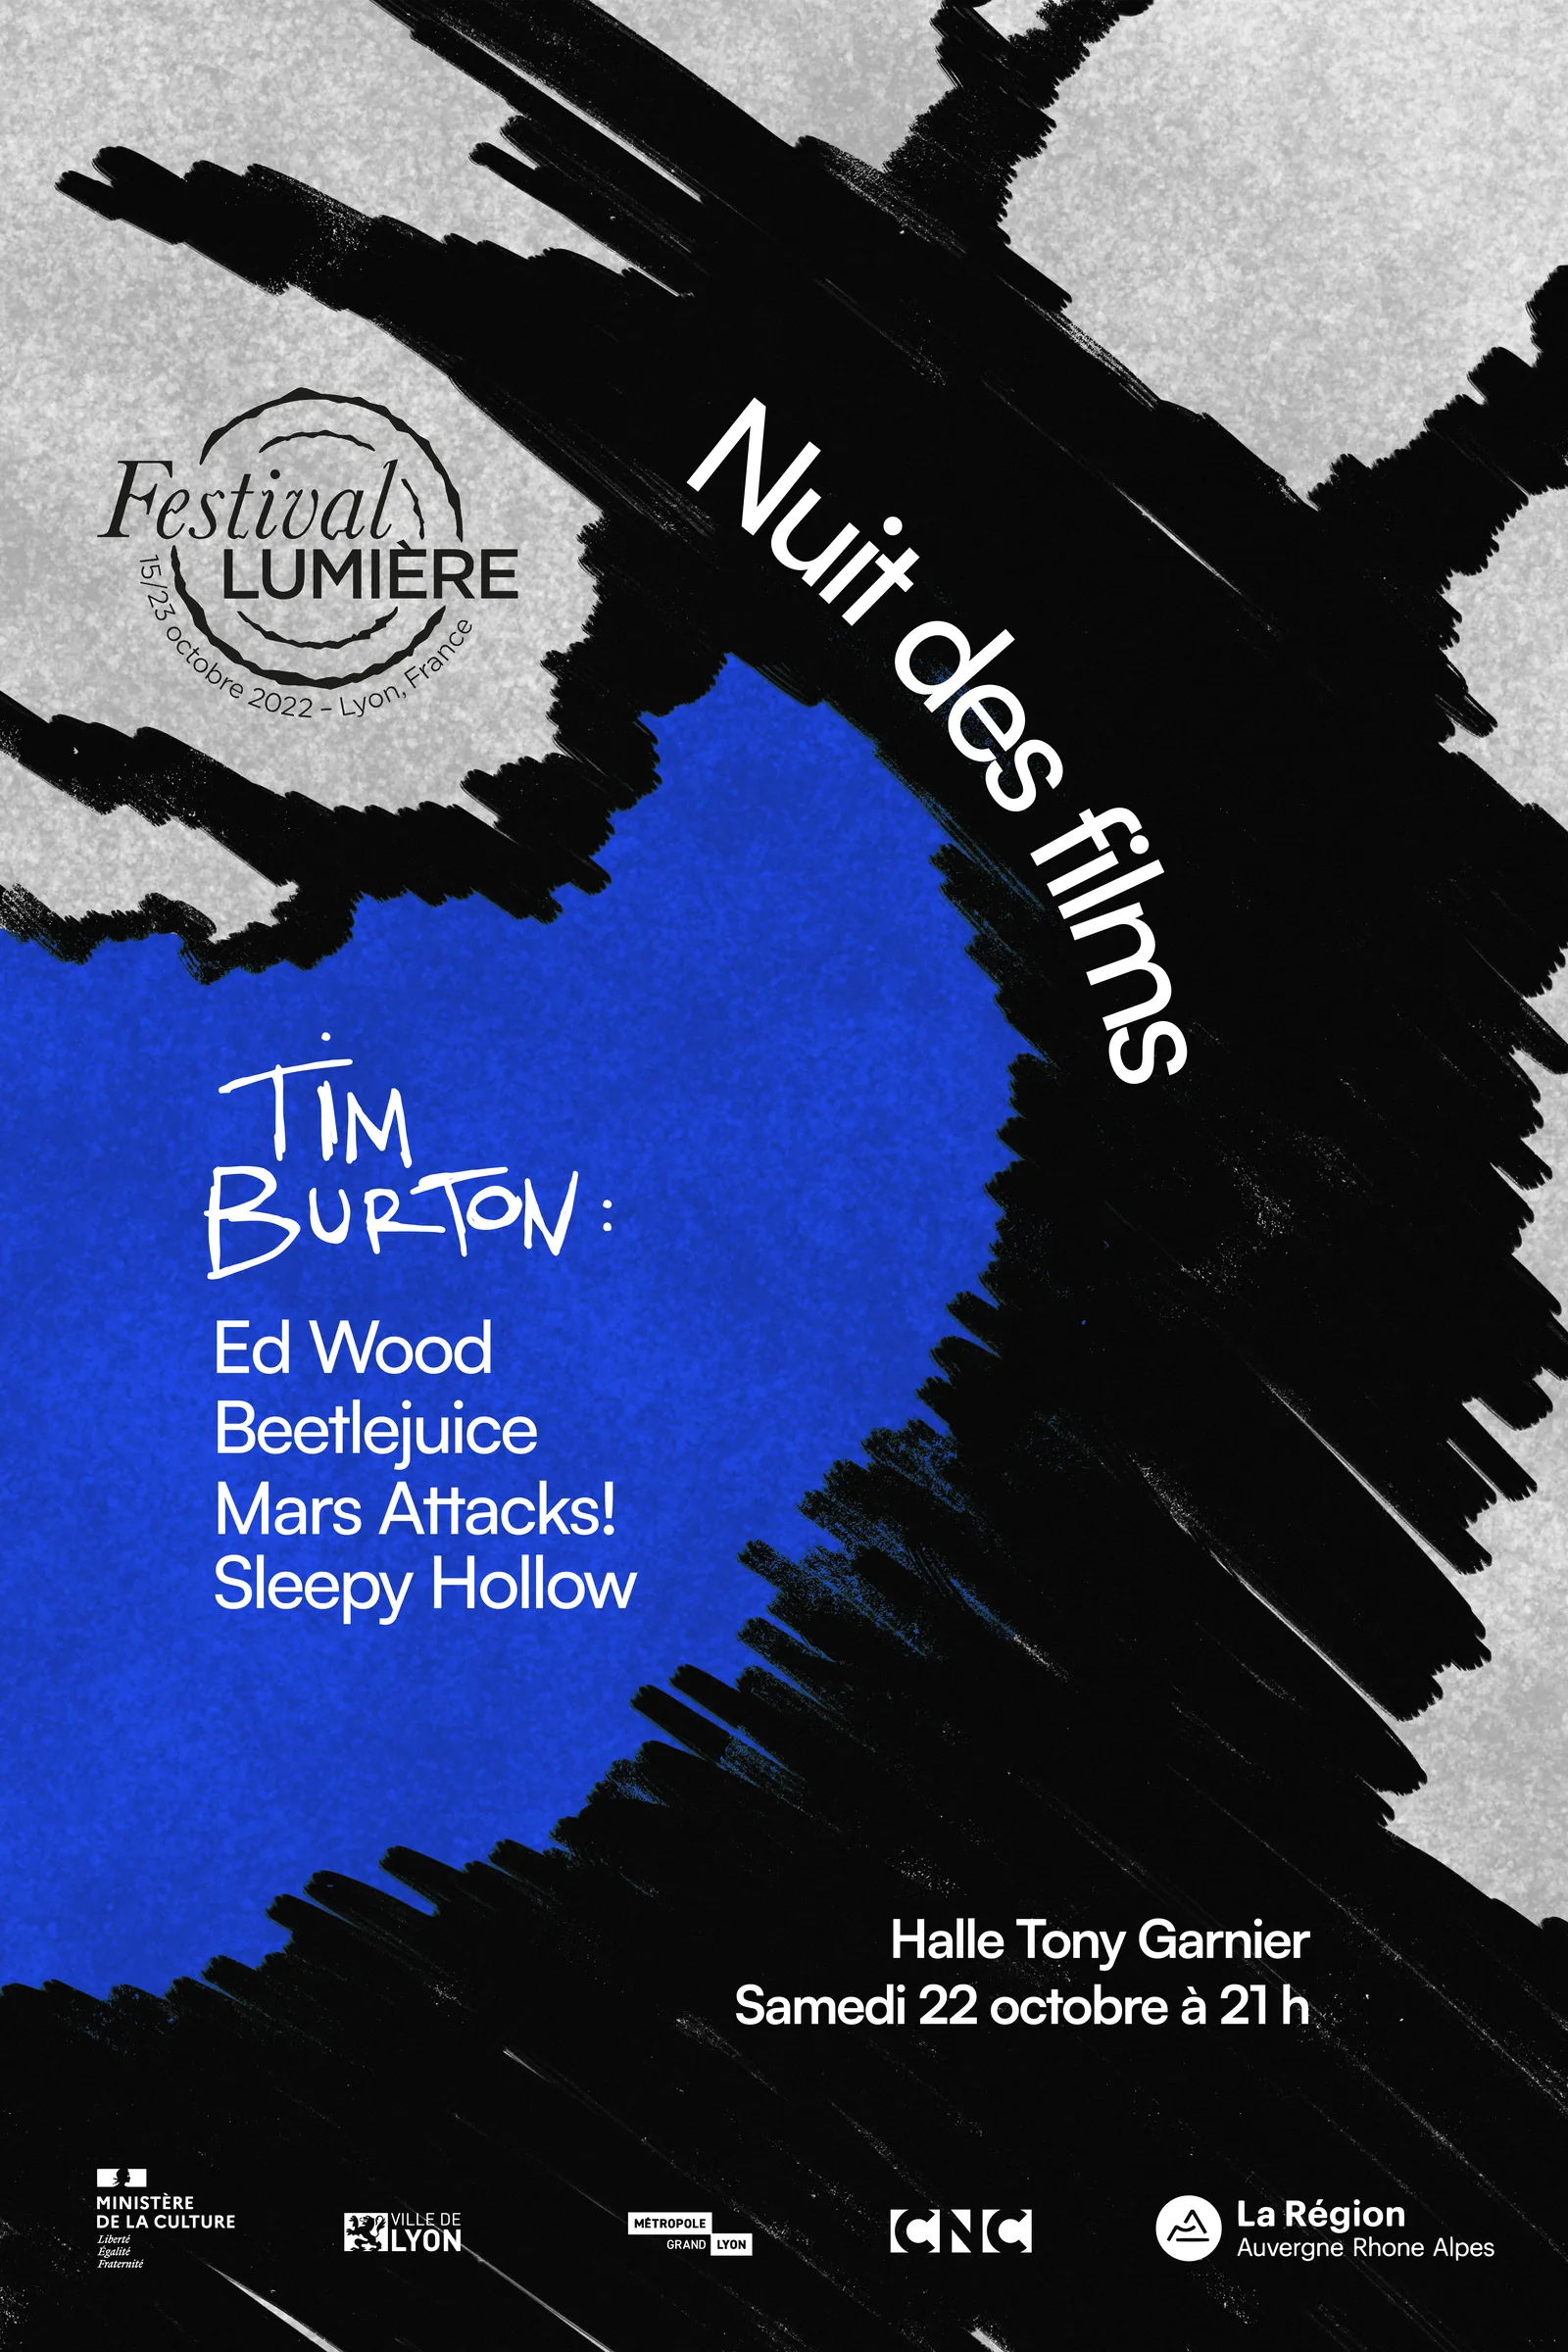 Festival
LUMIÈRE
15/23 octobre 2022 – Lyon, France
Nuit des films
TIM
BURTON :
Ed Wood
Beetlejuice
Mars Attacks!
Sleepy Hollow
Halle Tony Garnier
Samedi 22 octobre à 21 h
MINISTÈRE
DE LA CULTURE
Liberté
Égalité
Fraternité
VILLE DE
LYON
MÉTROPOLE
GRAND LYON
CNC
La Région
Auvergne Rhone Alpes